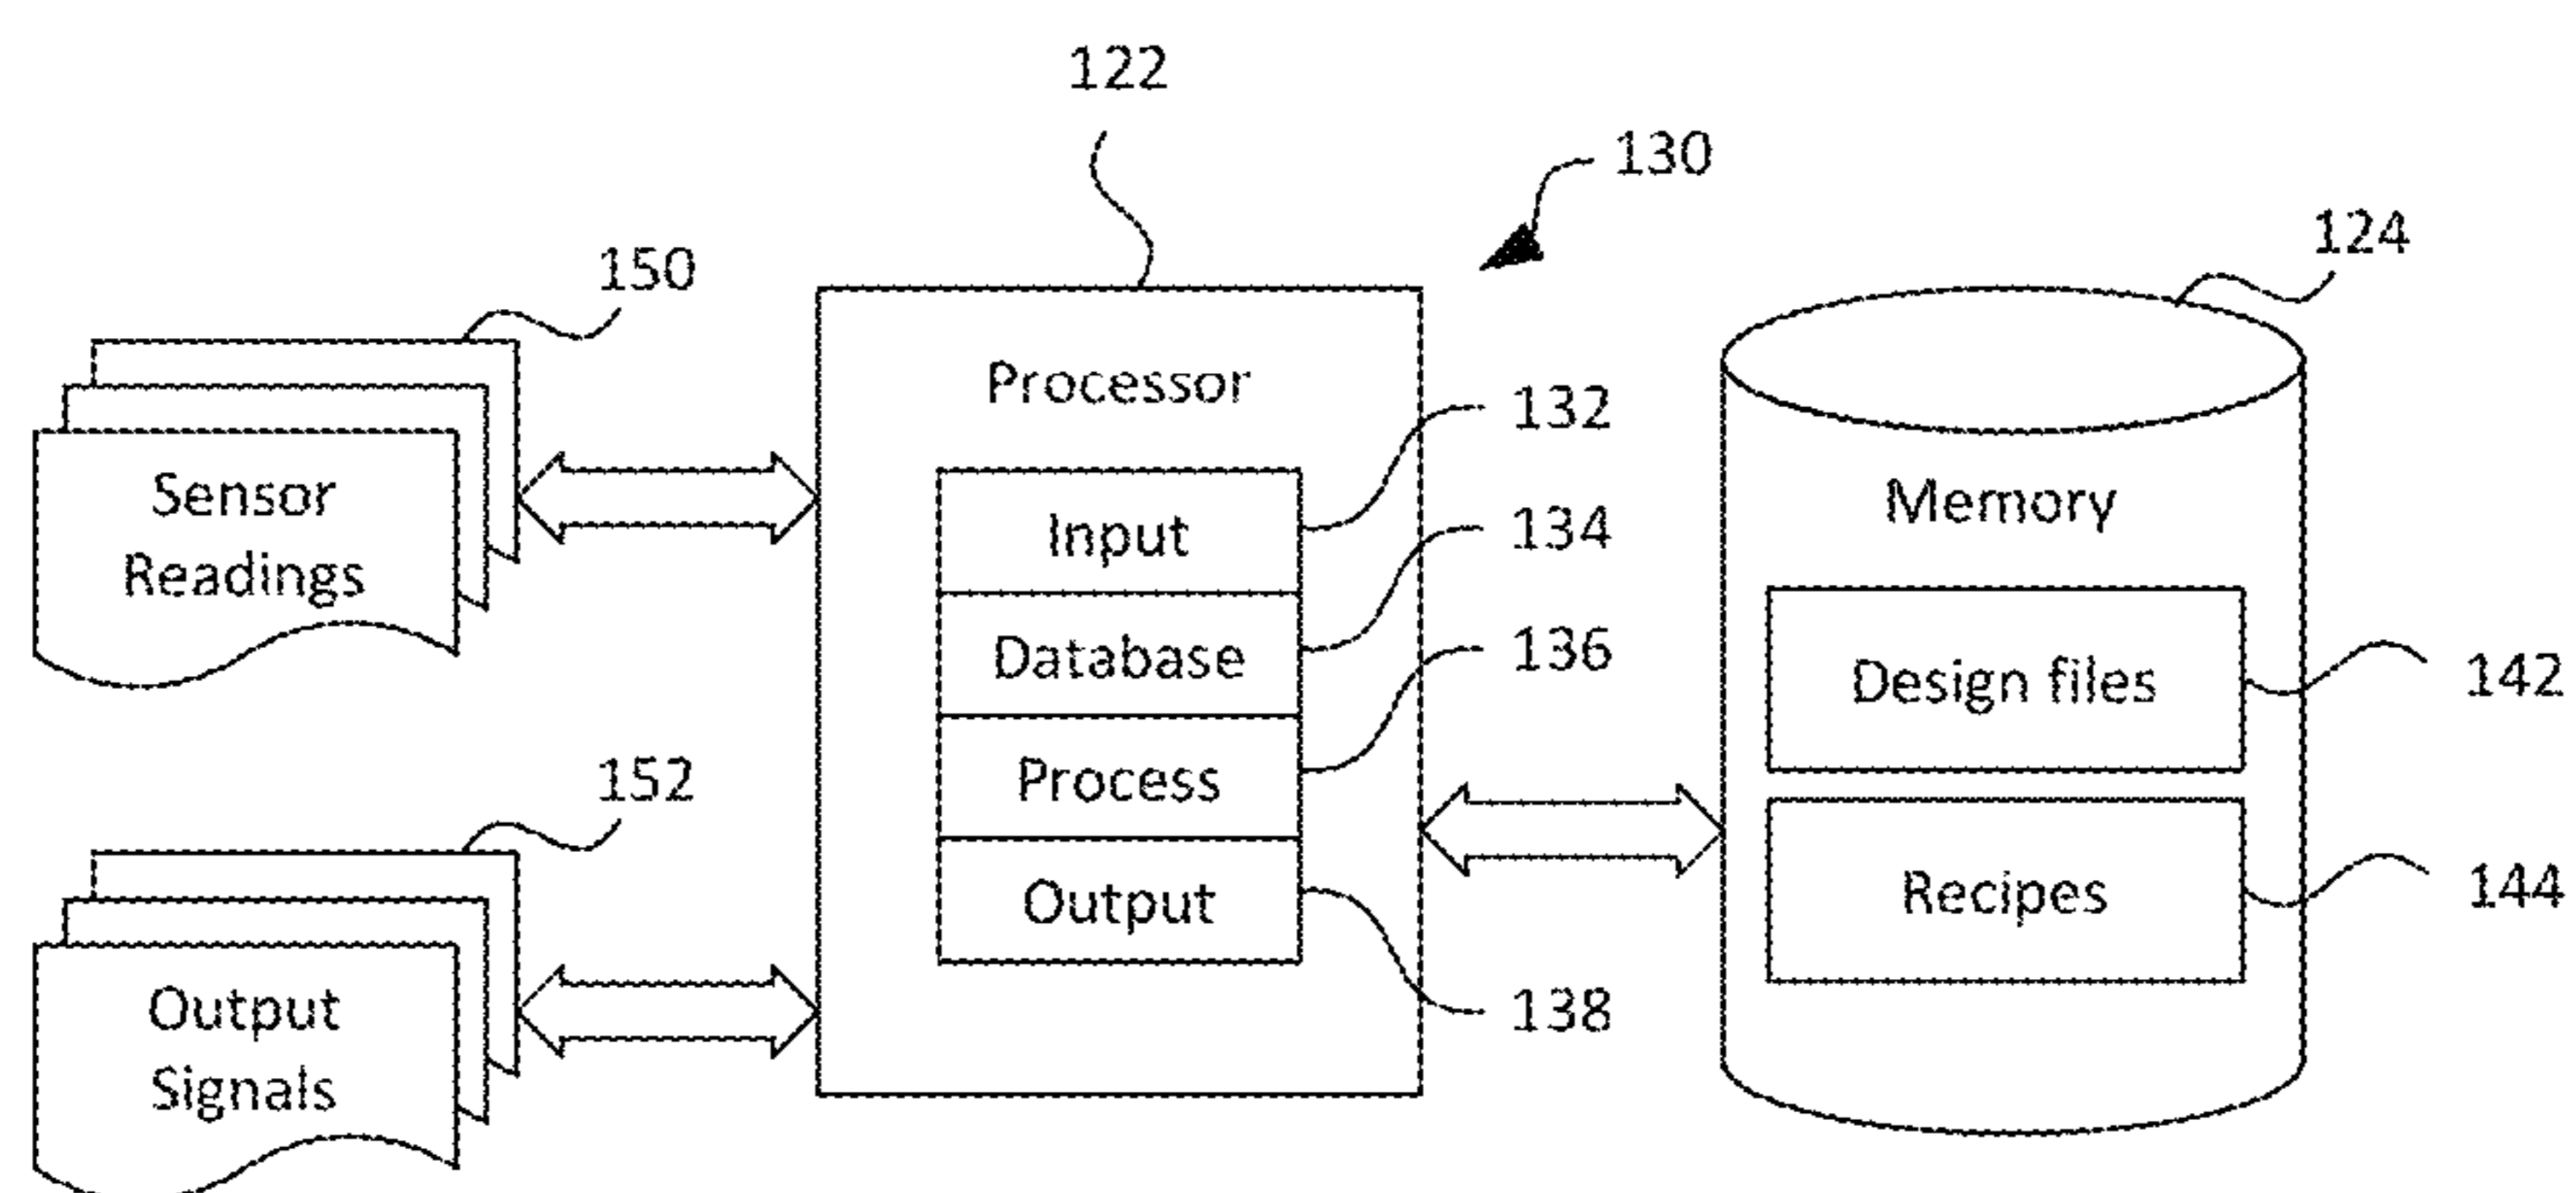 122
130
124
150
Processor
132
Sensor
Readings
Input
134
Memory
Database
136
Design files
142
152
Process
Output
138
Recipes
144
Output
Signals